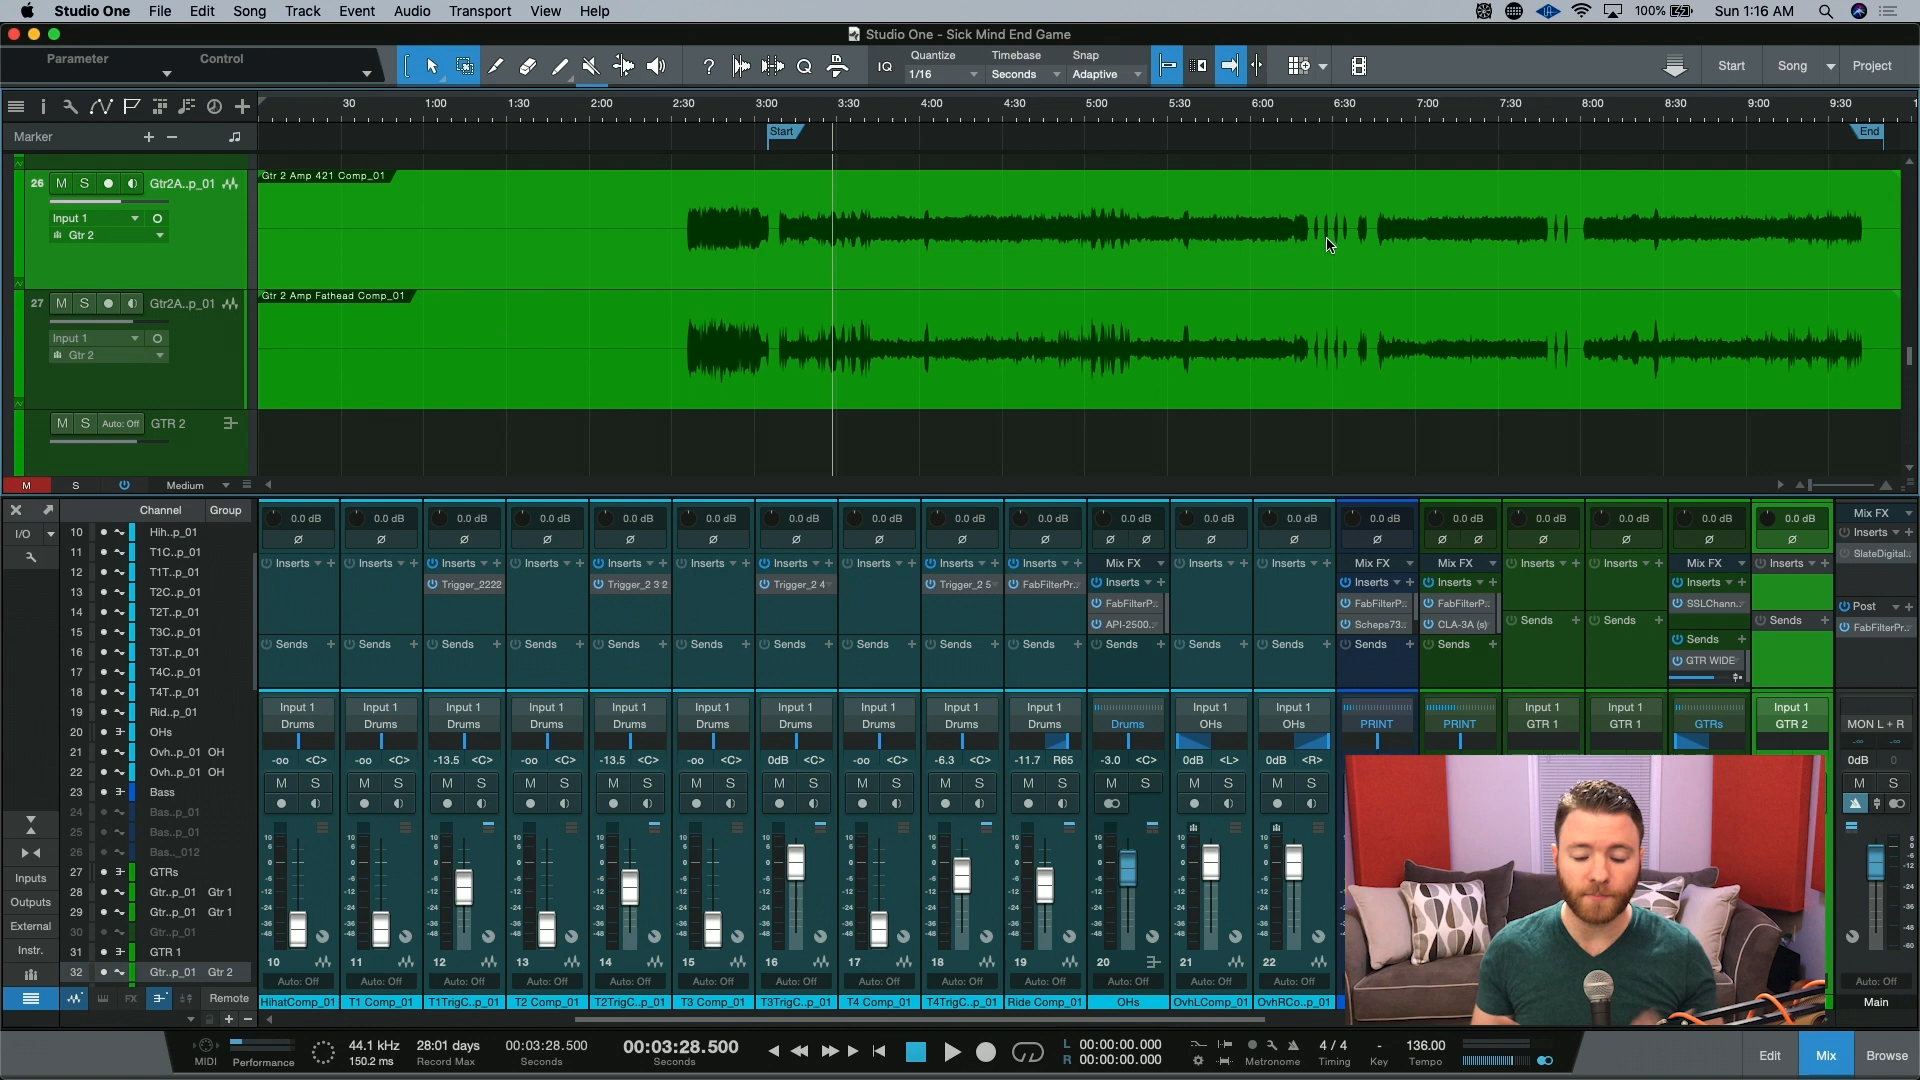 Studio One File Edit Song Track Event Audio Transport View Help 100% Sun 1:16 AM
Studio One - Sick Mind End Game
Parameter Control Quantize Timebase Snap
? IQ 1/16 Seconds Adaptive Start Song Project
30 1:00 1:30 2:00 2:30 3:00 3:30 4:00 4:30 5:00 5:30 6:00 6:30 7:00 7:30 8:00 8:30 9:00 9:30
Marker + − Start End
Gtr 2 Amp 421 Comp_01
26 M S Gtr2A..p_01
Input 1
Gtr 2
Gtr 2 Amp Fathead Comp_01
27 M S Gtr2A..p_01
Input 1
Gtr 2
M S Auto: Off GTR 2
M S Medium
Channel Group
I/O
10 Hih..p_01
11 T1C..p_01
12 T1T..p_01
13 T2C..p_01
14 T2T..p_01
15 T3C..p_01
16 T3T..p_01
17 T4C..p_01
18 T4T..p_01
19 Rid..p_01
20 OHs
21 Ovh..p_01 OH
22 Ovh..p_01 OH
23 Bass
24 Bas..p_01
25 Bas..p_01
26 Bas.._012
27 GTRs
28 Gtr..p_01 Gtr 1
29 Gtr..p_01 Gtr 1
30 Gtr..p_01
31 GTR 1
32 Gtr..p_01 Gtr 2
Inputs
Outputs
External
Instr.
FX Remote
0.0 dB 0.0 dB 0.0 dB 0.0 dB 0.0 dB 0.0 dB 0.0 dB 0.0 dB 0.0 dB 0.0 dB 0.0 dB 0.0 dB 0.0 dB 0.0 dB 0.0 dB 0.0 dB 0.0 dB 0.0 dB 0.0 dB Mix FX
Inserts Inserts Inserts Inserts Inserts Inserts Inserts Inserts Inserts Inserts Mix FX Inserts Inserts Mix FX Mix FX Inserts Inserts Mix FX Inserts
Trigger_2222 Trigger_2 3 2 Trigger_2 4 Trigger_2 5 FabFilterPr.. Inserts Inserts Inserts Inserts Inserts
SlateDigital..
FabFilterP.. FabFilterP.. FabFilterP.. SSLChann.. Post
API-2500.. Scheps73.. CLA-3A (s) Sends Sends Sends FabFilterPr..
Sends Sends Sends Sends Sends Sends Sends Sends Sends Sends Sends Sends Sends Sends Sends Sends
GTR WIDE
Input 1 Input 1 Input 1 Input 1 Input 1 Input 1 Input 1 Input 1 Input 1 Input 1 Input 1 Input 1 Input 1 Input 1 Input 1
Drums Drums Drums Drums Drums Drums Drums Drums Drums Drums Drums OHs OHs PRINT PRINT GTR 1 GTR 1 GTRs GTR 2 MON L + R
-oo <C> -oo <C> -13.5 <C> -oo <C> -13.5 <C> -oo <C> 0dB <C> -oo <C> -6.3 <C> -11.7 R65 -3.0 <C> 0dB <L> 0dB <R> 0dB 0
M S M S M S M S M S M S M S M S M S M S M S M S M S M S
10 11 12 13 14 15 16 17 18 19 20 21 22
Auto: Off Auto: Off Auto: Off Auto: Off Auto: Off Auto: Off Auto: Off Auto: Off Auto: Off Auto: Off Auto: Off Auto: Off Auto: Off Auto: Off
HihatComp_01 T1 Comp_01 T1TrigC..p_01 T2 Comp_01 T2TrigC..p_01 T3 Comp_01 T3TrigC..p_01 T4 Comp_01 T4TrigC..p_01 Ride Comp_01 OHs OvhLComp_01 OvhRCo..p_01 Main
MIDI Performance
44.1 kHz
150.2 ms
28:01 days
Record Max
00:03:28.500
Seconds
00:03:28.500
Seconds
L 00:00:00.000
R 00:00:00.000
Metronome
4 / 4
Timing
-
Key
136.00
Tempo
Edit Mix Browse